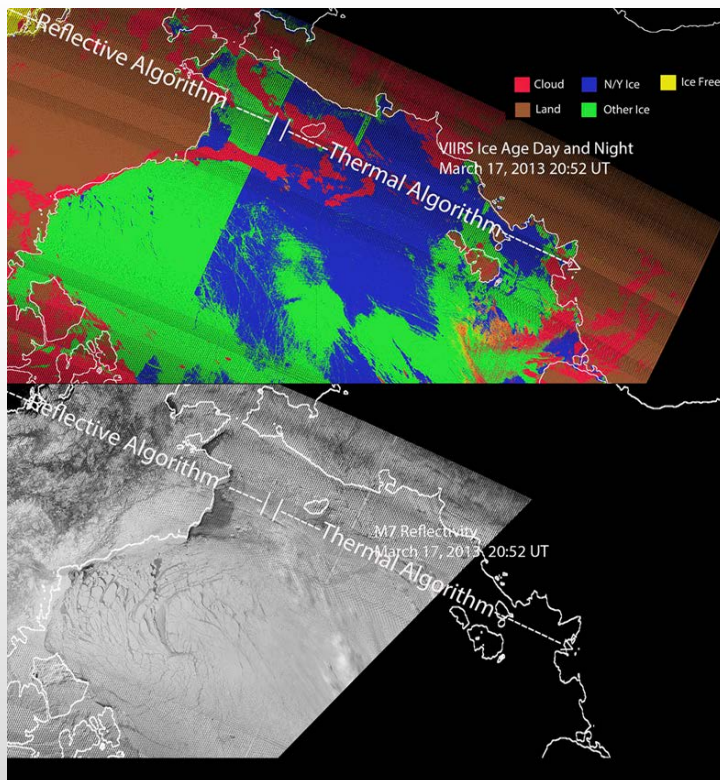 Reflective Algorithm
Cloud
N/Y Ice
Ice Free
Land
Other Ice
Thermal Algorithm
VIIRS Ice Age Day and Night
March 17, 2013 20:52 UT
Reflective Algorithm
Thermal Algorithm
M7 Reflectivity
March 17, 2013 20:52 UT